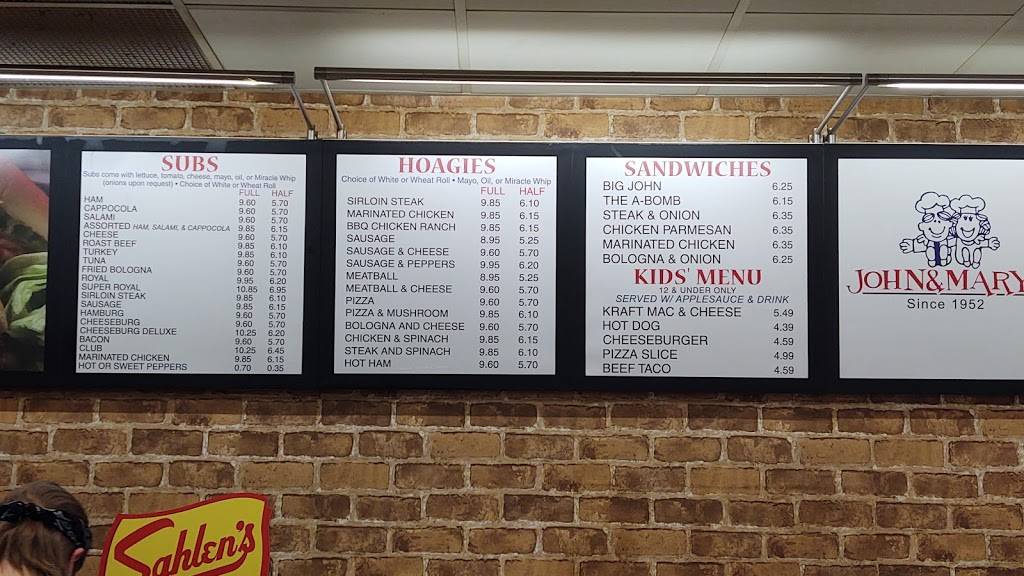 SUBS
Subs come with lettuce, tomato, cheese, mayo, oil, or Miracle Whip
(onions upon request) • Choice of White or Wheat Roll
FULL HALF
HAM 9.60 5.70
CAPPOCOLA 9.60 5.70
SALAMI 9.60 5.70
ASSORTED HAM, SALAMI, & CAPPOCOLA 9.85 6.15
CHEESE 9.60 5.70
ROAST BEEF 9.85 6.10
TURKEY 9.85 6.10
TUNA 9.60 5.70
FRIED BOLOGNA 9.60 5.70
ROYAL 9.95 6.20
SUPER ROYAL 10.85 6.95
SIRLOIN STEAK 9.85 6.10
SAUSAGE 9.85 6.15
HAMBURG 9.60 5.70
CHEESEBURG 9.60 5.70
CHEESEBURG DELUXE 10.25 6.20
BACON 9.60 5.70
CLUB 10.25 6.45
MARINATED CHICKEN 9.85 6.15
HOT OR SWEET PEPPERS 0.70 0.35
HOAGIES
Choice of White or Wheat Roll • Mayo, Oil, or Miracle Whip
FULL HALF
SIRLOIN STEAK 9.85 6.10
MARINATED CHICKEN 9.85 6.15
BBQ CHICKEN RANCH 9.85 6.15
SAUSAGE 8.95 5.25
SAUSAGE & CHEESE 9.60 5.70
SAUSAGE & PEPPERS 9.95 6.20
MEATBALL 8.95 5.25
MEATBALL & CHEESE 9.60 5.70
PIZZA 9.60 5.70
PIZZA & MUSHROOM 9.85 6.10
BOLOGNA AND CHEESE 9.60 5.70
CHICKEN & SPINACH 9.85 6.15
STEAK AND SPINACH 9.85 6.10
HOT HAM 9.60 5.70
SANDWICHES
BIG JOHN 6.25
THE A-BOMB 6.15
STEAK & ONION 6.35
CHICKEN PARMESAN 6.35
MARINATED CHICKEN 6.35
BOLOGNA & ONION 6.25
KIDS' MENU
12 & UNDER ONLY
SERVED W/ APPLESAUCE & DRINK
KRAFT MAC & CHEESE 5.49
HOT DOG 4.39
CHEESEBURGER 4.59
PIZZA SLICE 4.99
BEEF TACO 4.59
JOHN&MARY
Since 1952
Sahlen's